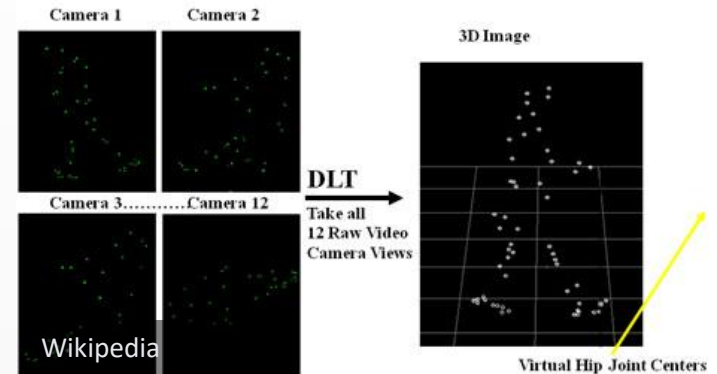 Camera 1
Camera 2
3D Image
Camera 3............Camera 12
DLT
Take all
12 Raw Video
Camera Views
Wikipedia
Virtual Hip Joint Centers